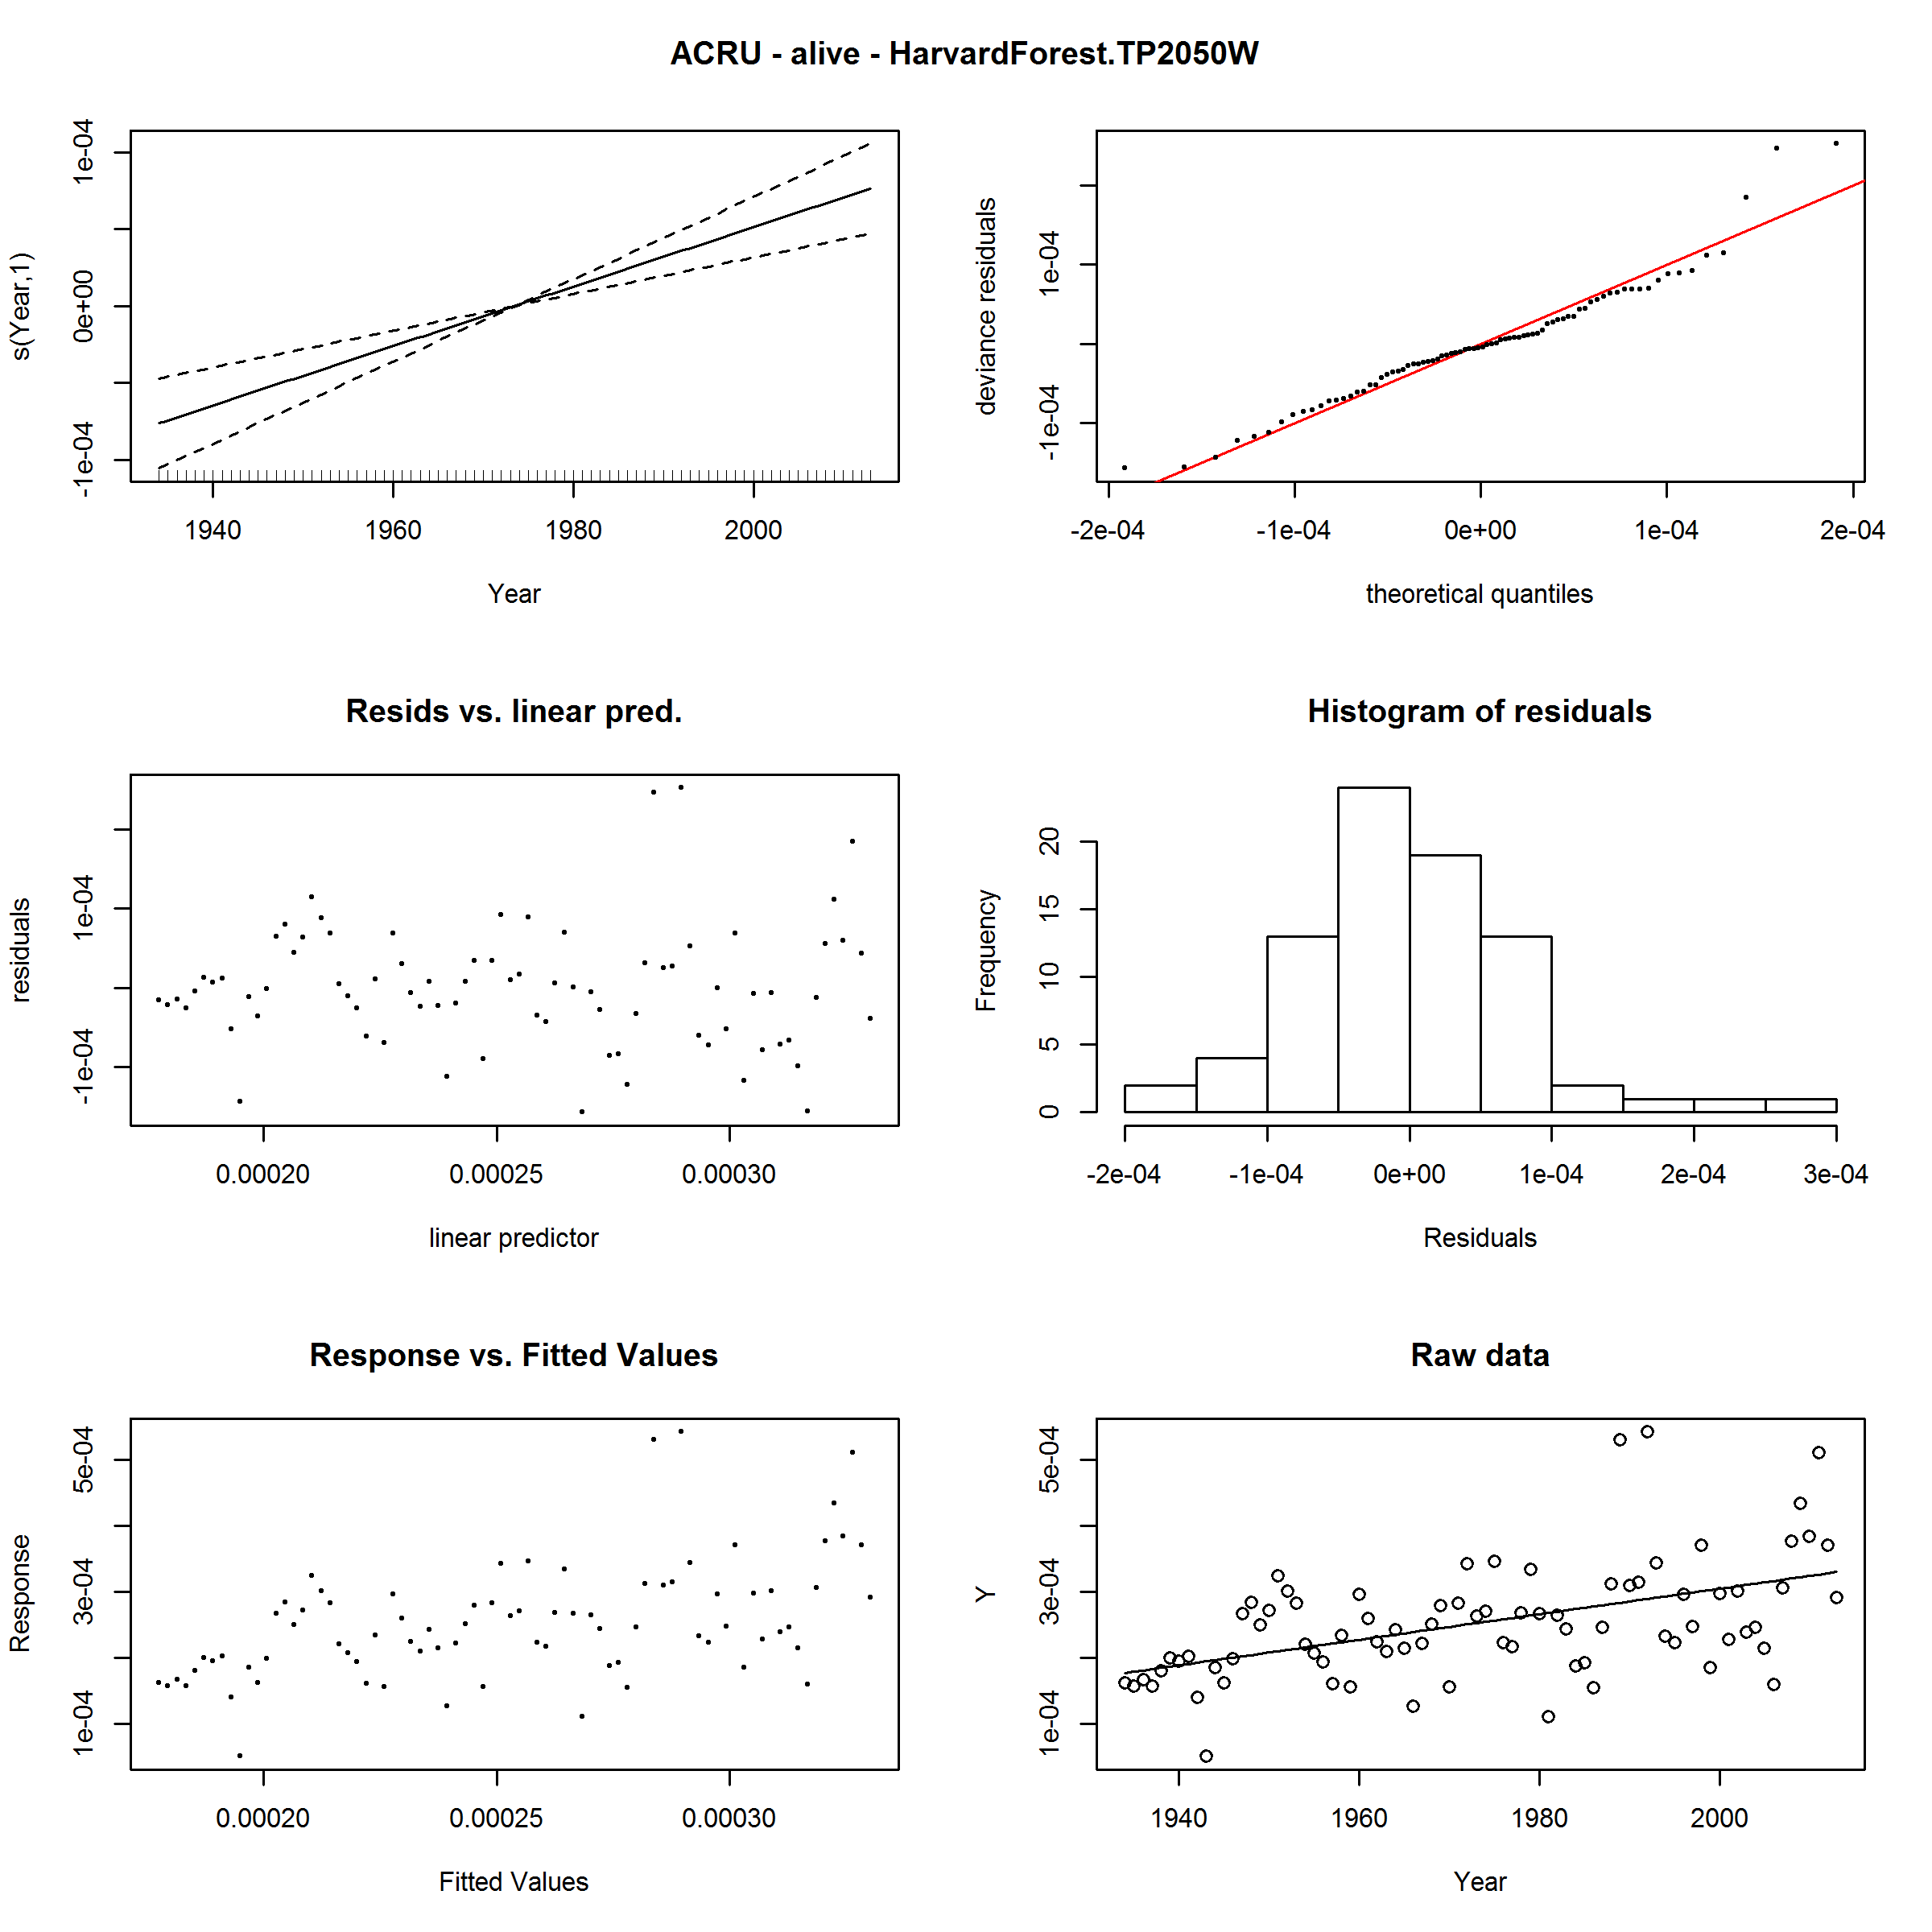 ACRU - alive - HarvardForest.TP2050W
s(Year,1)
1e-04
0e+00
-1e-04
1940 1960 1980 2000
Year
deviance residuals
1e-04
-1e-04
-2e-04 -1e-04 0e+00 1e-04 2e-04
theoretical quantiles
Resids vs. linear pred.
residuals
1e-04
-1e-04
0.00020 0.00025 0.00030
linear predictor
Histogram of residuals
Frequency
20
15
10
5
0
-2e-04 -1e-04 0e+00 1e-04 2e-04 3e-04
Residuals
Response vs. Fitted Values
Response
5e-04
3e-04
1e-04
0.00020 0.00025 0.00030
Fitted Values
Raw data
Y
5e-04
3e-04
1e-04
1940 1960 1980 2000
Year